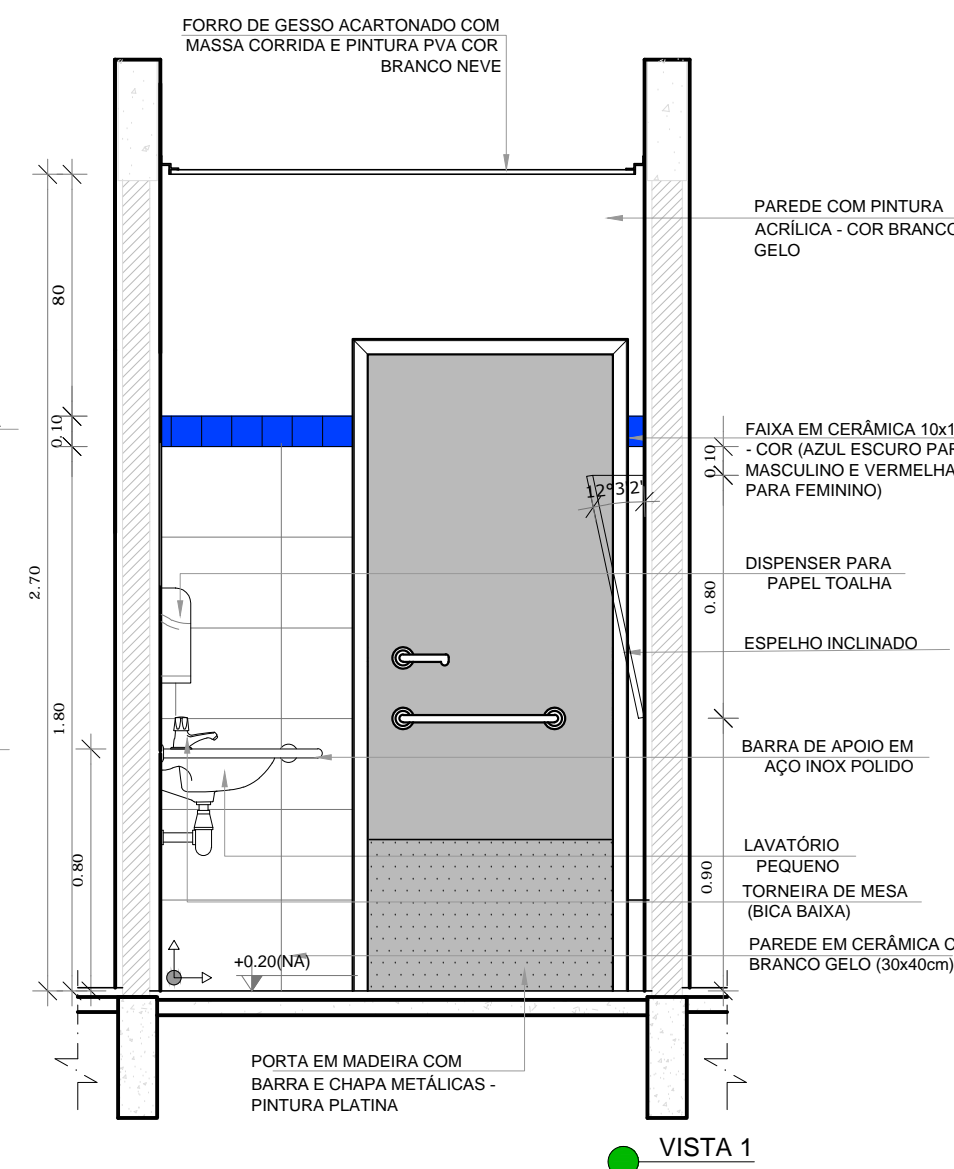 FORRO DE GESSO ACARTONADO COM
MASSA CORRIDA E PINTURA PVA COR
BRANCO NEVE
PAREDE COM PINTURA
ACRÍLICA - COR BRANCO
GELO
80
0.10
2.70
1.80
0.80
FAIXA EM CERÂMICA 10x1
- COR (AZUL ESCURO PAR
MASCULINO E VERMELHA
PARA FEMININO)
0.10
12°3'2"
DISPENSER PARA
PAPEL TOALHA
0.80
ESPELHO INCLINADO
BARRA DE APOIO EM
AÇO INOX POLIDO
LAVATÓRIO
PEQUENO
0.90
TORNEIRA DE MESA
(BICA BAIXA)
PAREDE EM CERÂMICA C
BRANCO GELO (30x40cm)
+0.20(NA)
PORTA EM MADEIRA COM
BARRA E CHAPA METÁLICAS -
PINTURA PLATINA
VISTA 1